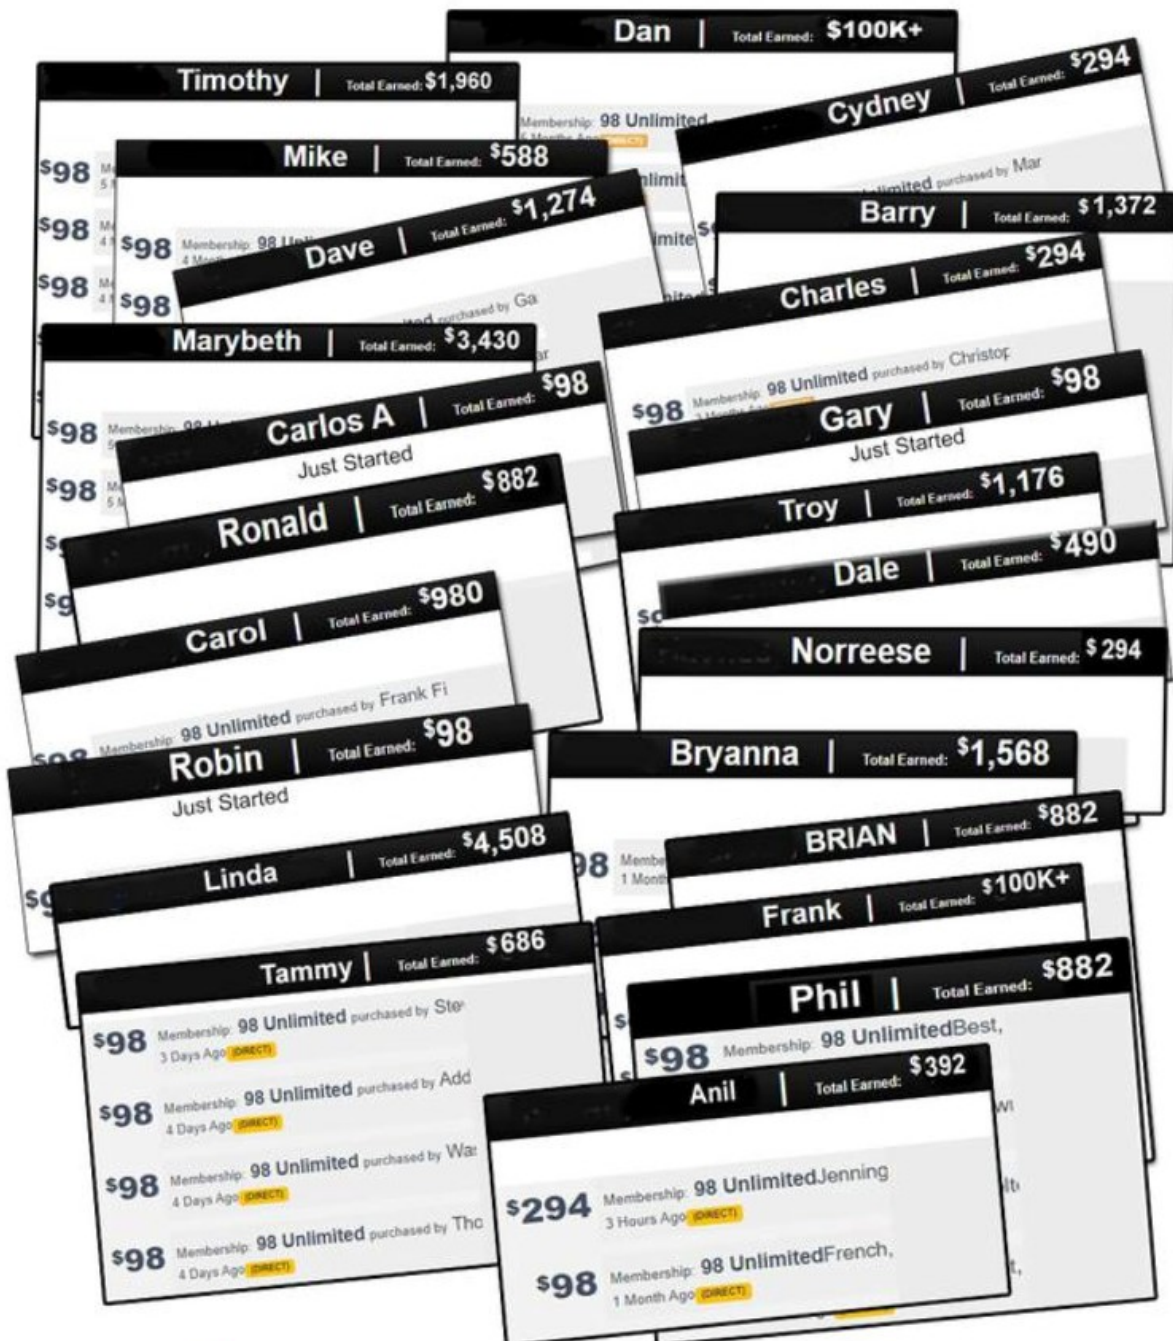 Dan | Total Earned: $100K+
Timothy | Total Earned: $1,960
Cydney | Total Earned: $294
Membership: 98 Unlimited
5 Months Ago (DIRECT)
Mike | Total Earned: $588
purchased by Mar
$98
$98
$98
Dave | Total Earned: $1,274
Barry | Total Earned: $1,372
$98 Membership: 98
$98
purchased by Ga
Charles | Total Earned: $294
Marybeth | Total Earned: $3,430
$98 Membership: 98 Unlimited purchased by Christop
Carlos A | Total Earned: $98
Just Started
Gary | Total Earned: $98
Just Started
$98 Membership:
$98
Ronald | Total Earned: $882
Troy | Total Earned: $1,176
Dale | Total Earned: $490
Carol | Total Earned: $980
Membership: 98 Unlimited purchased by Frank Fi
Norreese | Total Earned: $294
Robin | Total Earned: $98
Just Started
Bryanna | Total Earned: $1,568
Linda | Total Earned: $4,508
BRIAN | Total Earned: $882
1 Month
Frank | Total Earned: $100K+
Tammy | Total Earned: $686
$98 Membership: 98 Unlimited purchased by Ste
3 Days Ago (DIRECT)
$98 Membership: 98 Unlimited purchased by Add
4 Days Ago (DIRECT)
$98 Membership: 98 Unlimited purchased by Wa
4 Days Ago (DIRECT)
$98 Membership: 98 Unlimited purchased by Tho
4 Days Ago (DIRECT)
Phil | Total Earned: $882
$98 Membership: 98 UnlimitedBest,
Anil | Total Earned: $392
$294 Membership: 98 UnlimitedJenning
3 Hours Ago (DIRECT)
$98 Membership: 98 UnlimitedFrench,
1 Month Ago (DIRECT)